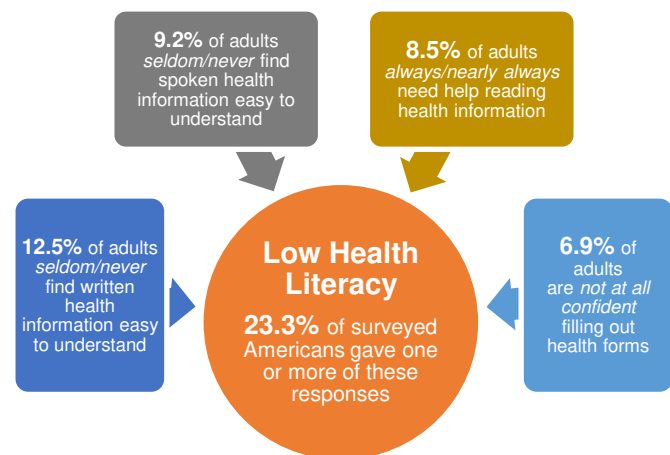 9.2% of adults
seldom/never find
spoken health
information easy to
understand
8.5% of adults
always/nearly always
need help reading
health information
12.5% of adults
seldom/never
find written
health
information easy
to understand
Low Health
Literacy
23.3% of surveyed
Americans gave one
or more of these
responses
6.9% of
adults
are not at all
confident
filling out
health forms